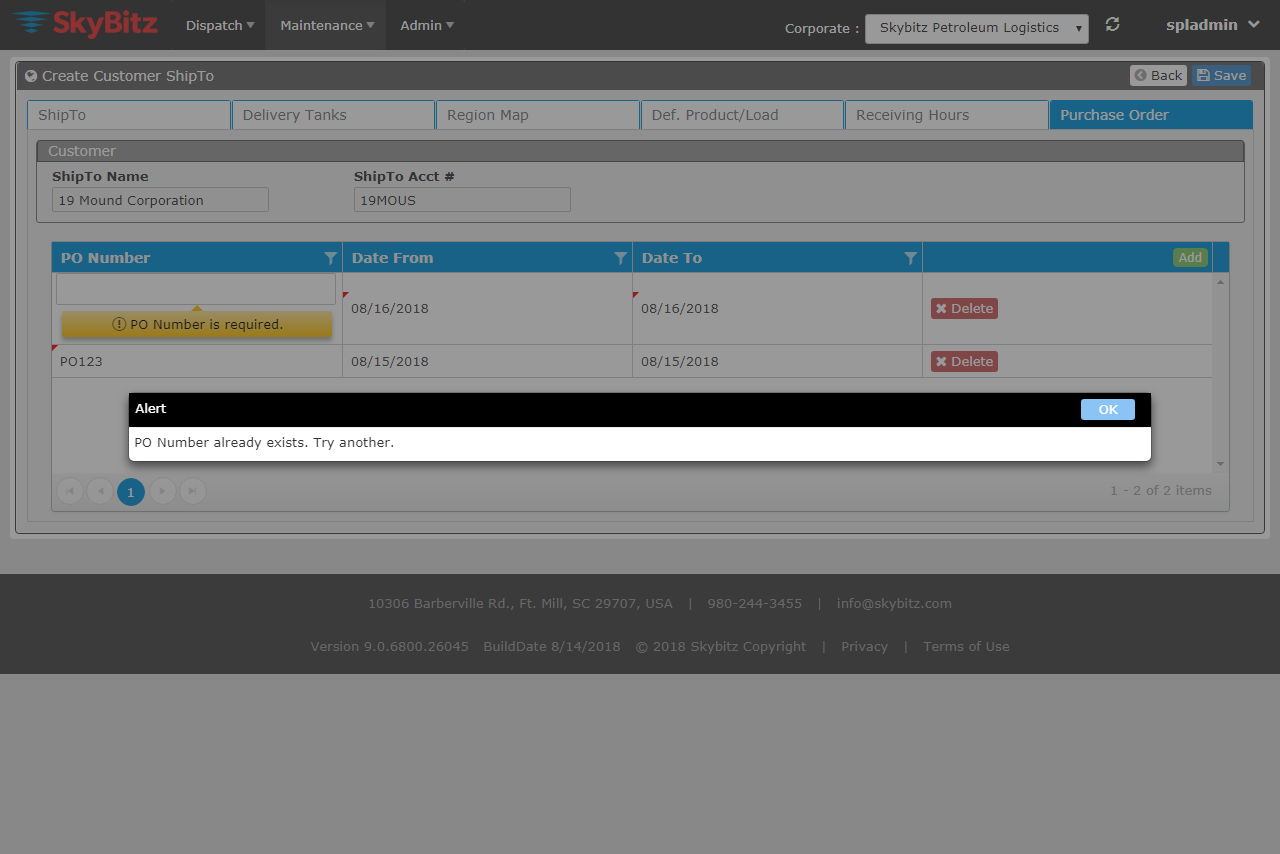 SkyBitz Dispatch Maintenance Admin Corporate : Skybitz Petroleum Logistics spladmin
Create Customer ShipTo Back Save
ShipTo Delivery Tanks Region Map Def. Product/Load Receiving Hours Purchase Order
Customer
ShipTo Name ShipTo Acct #
19 Mound Corporation 19MOUS
PO Number Date From Date To Add
08/16/2018 08/16/2018 Delete
PO Number is required.
PO123 08/15/2018 08/15/2018 Delete
Alert OK
PO Number already exists. Try another.
1 1 - 2 of 2 items
10306 Barberville Rd., Ft. Mill, SC 29707, USA | 980-244-3455 | info@skybitz.com
Version 9.0.6800.26045 BuildDate 8/14/2018 © 2018 Skybitz Copyright | Privacy | Terms of Use